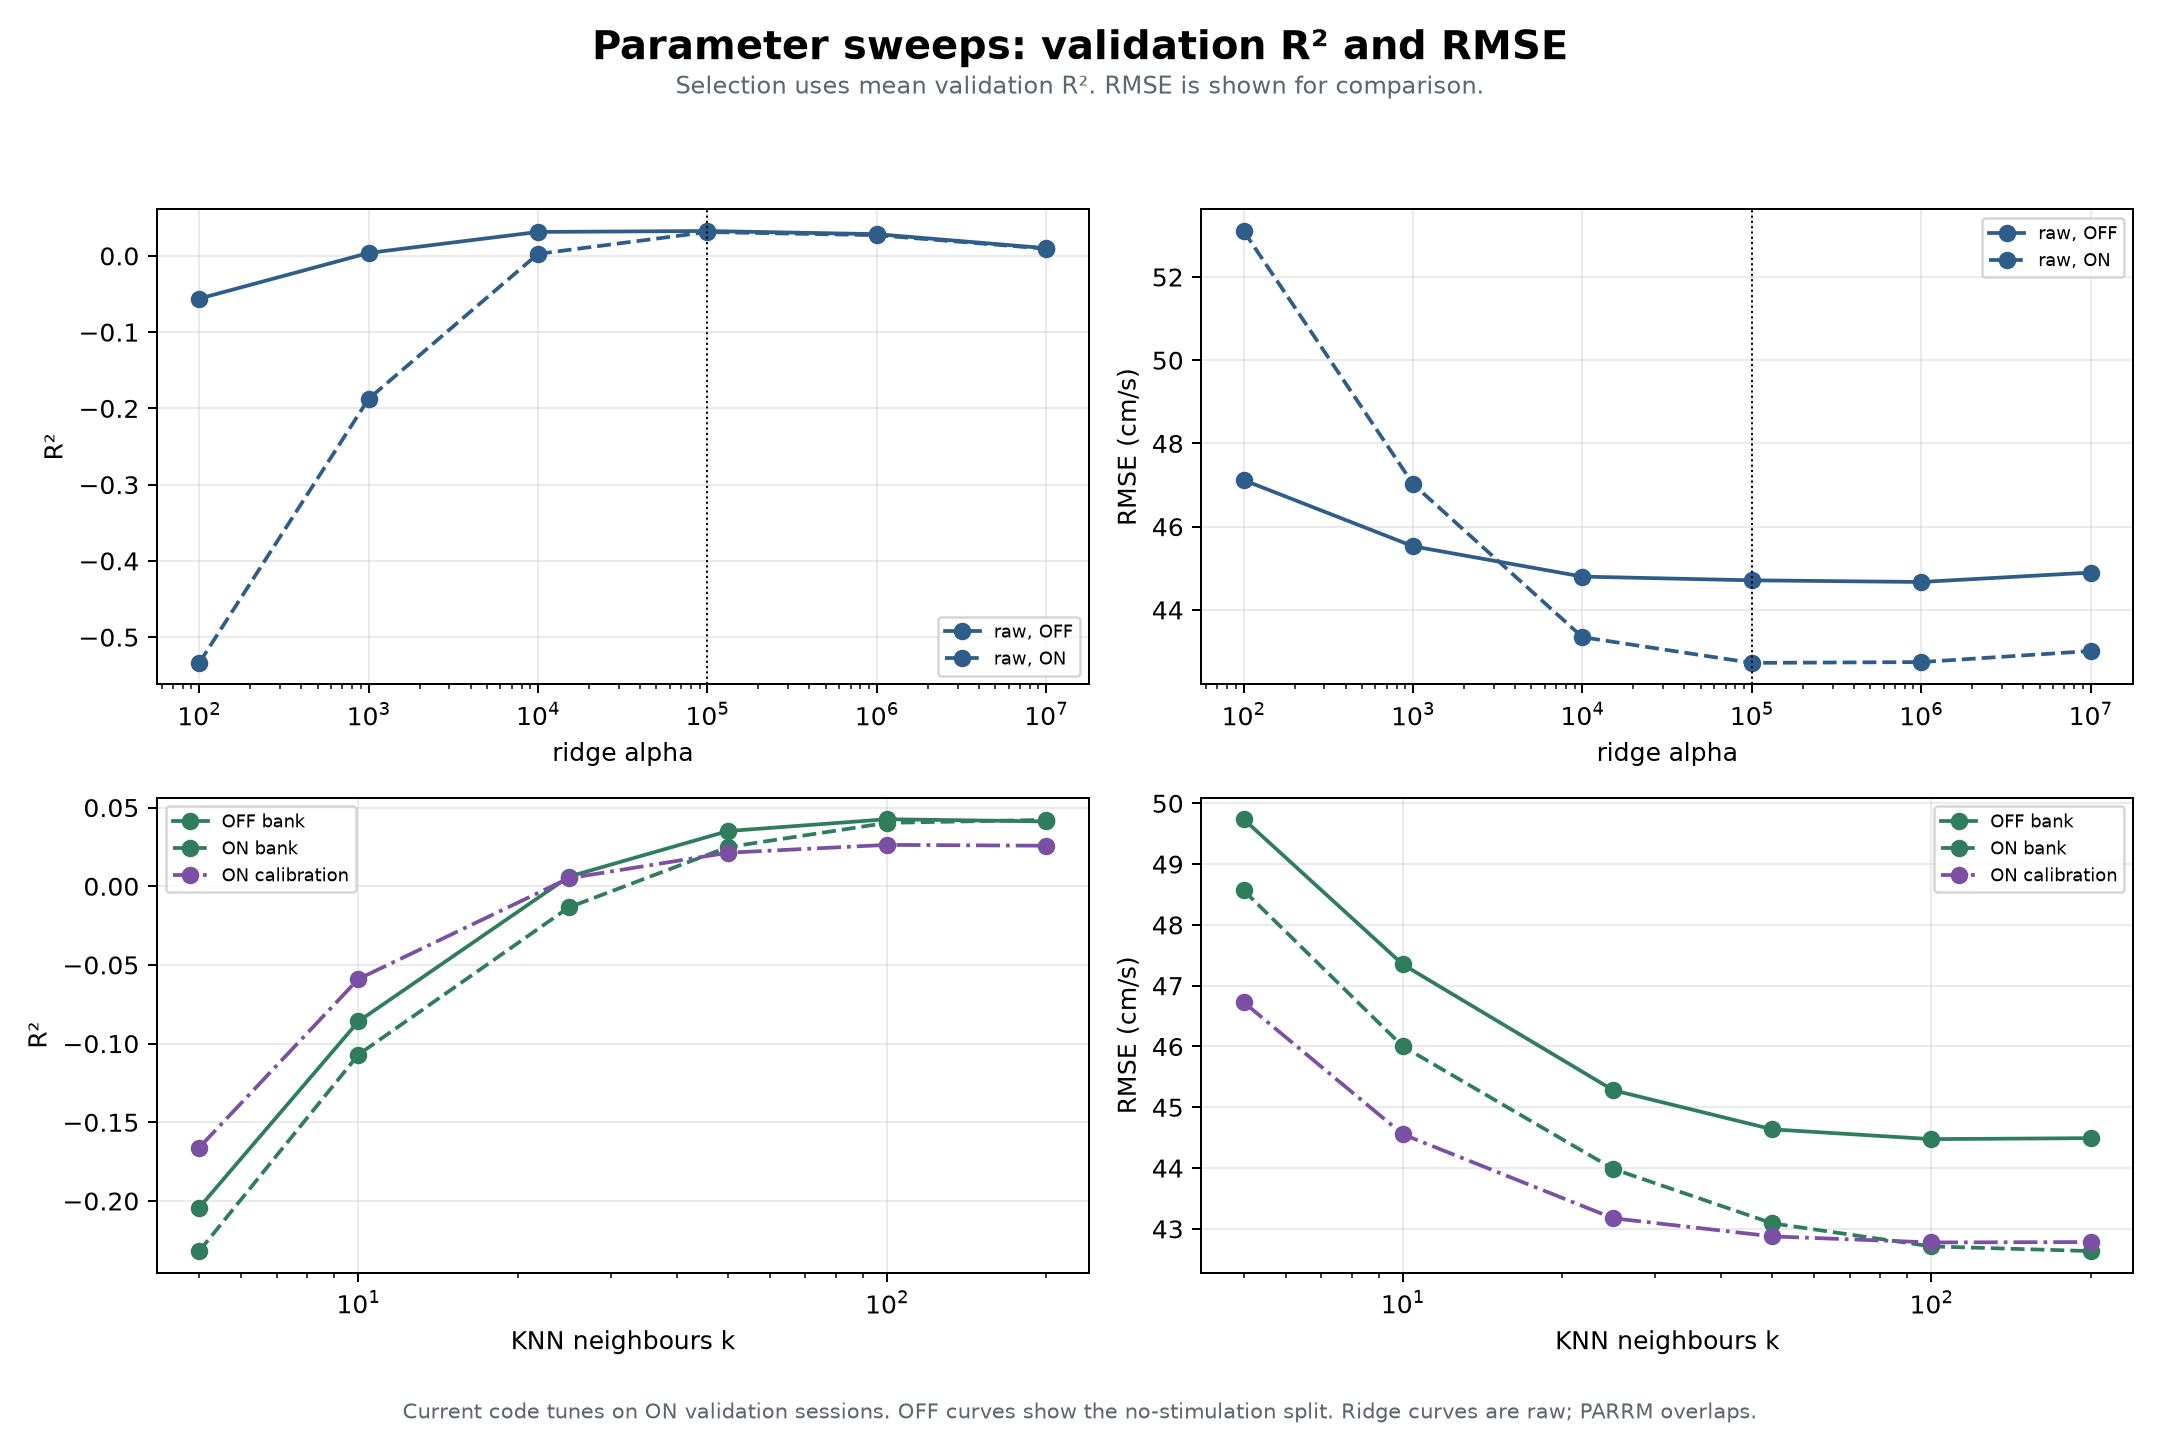 Parameter sweeps: validation R² and RMSE
Selection uses mean validation R². RMSE is shown for comparison.
R²
0.0
−0.1
−0.2
−0.3
−0.4
−0.5
raw, OFF
raw, ON
10²
10³
10⁴
10⁵
10⁶
10⁷
ridge alpha
RMSE (cm/s)
52
50
48
46
44
raw, OFF
raw, ON
10²
10³
10⁴
10⁵
10⁶
10⁷
ridge alpha
R²
0.05
0.00
−0.05
−0.10
−0.15
−0.20
OFF bank
ON bank
ON calibration
10¹
10²
KNN neighbours k
RMSE (cm/s)
50
49
48
47
46
45
44
43
OFF bank
ON bank
ON calibration
10¹
10²
KNN neighbours k
Current code tunes on ON validation sessions. OFF curves show the no-stimulation split. Ridge curves are raw; PARRM overlaps.